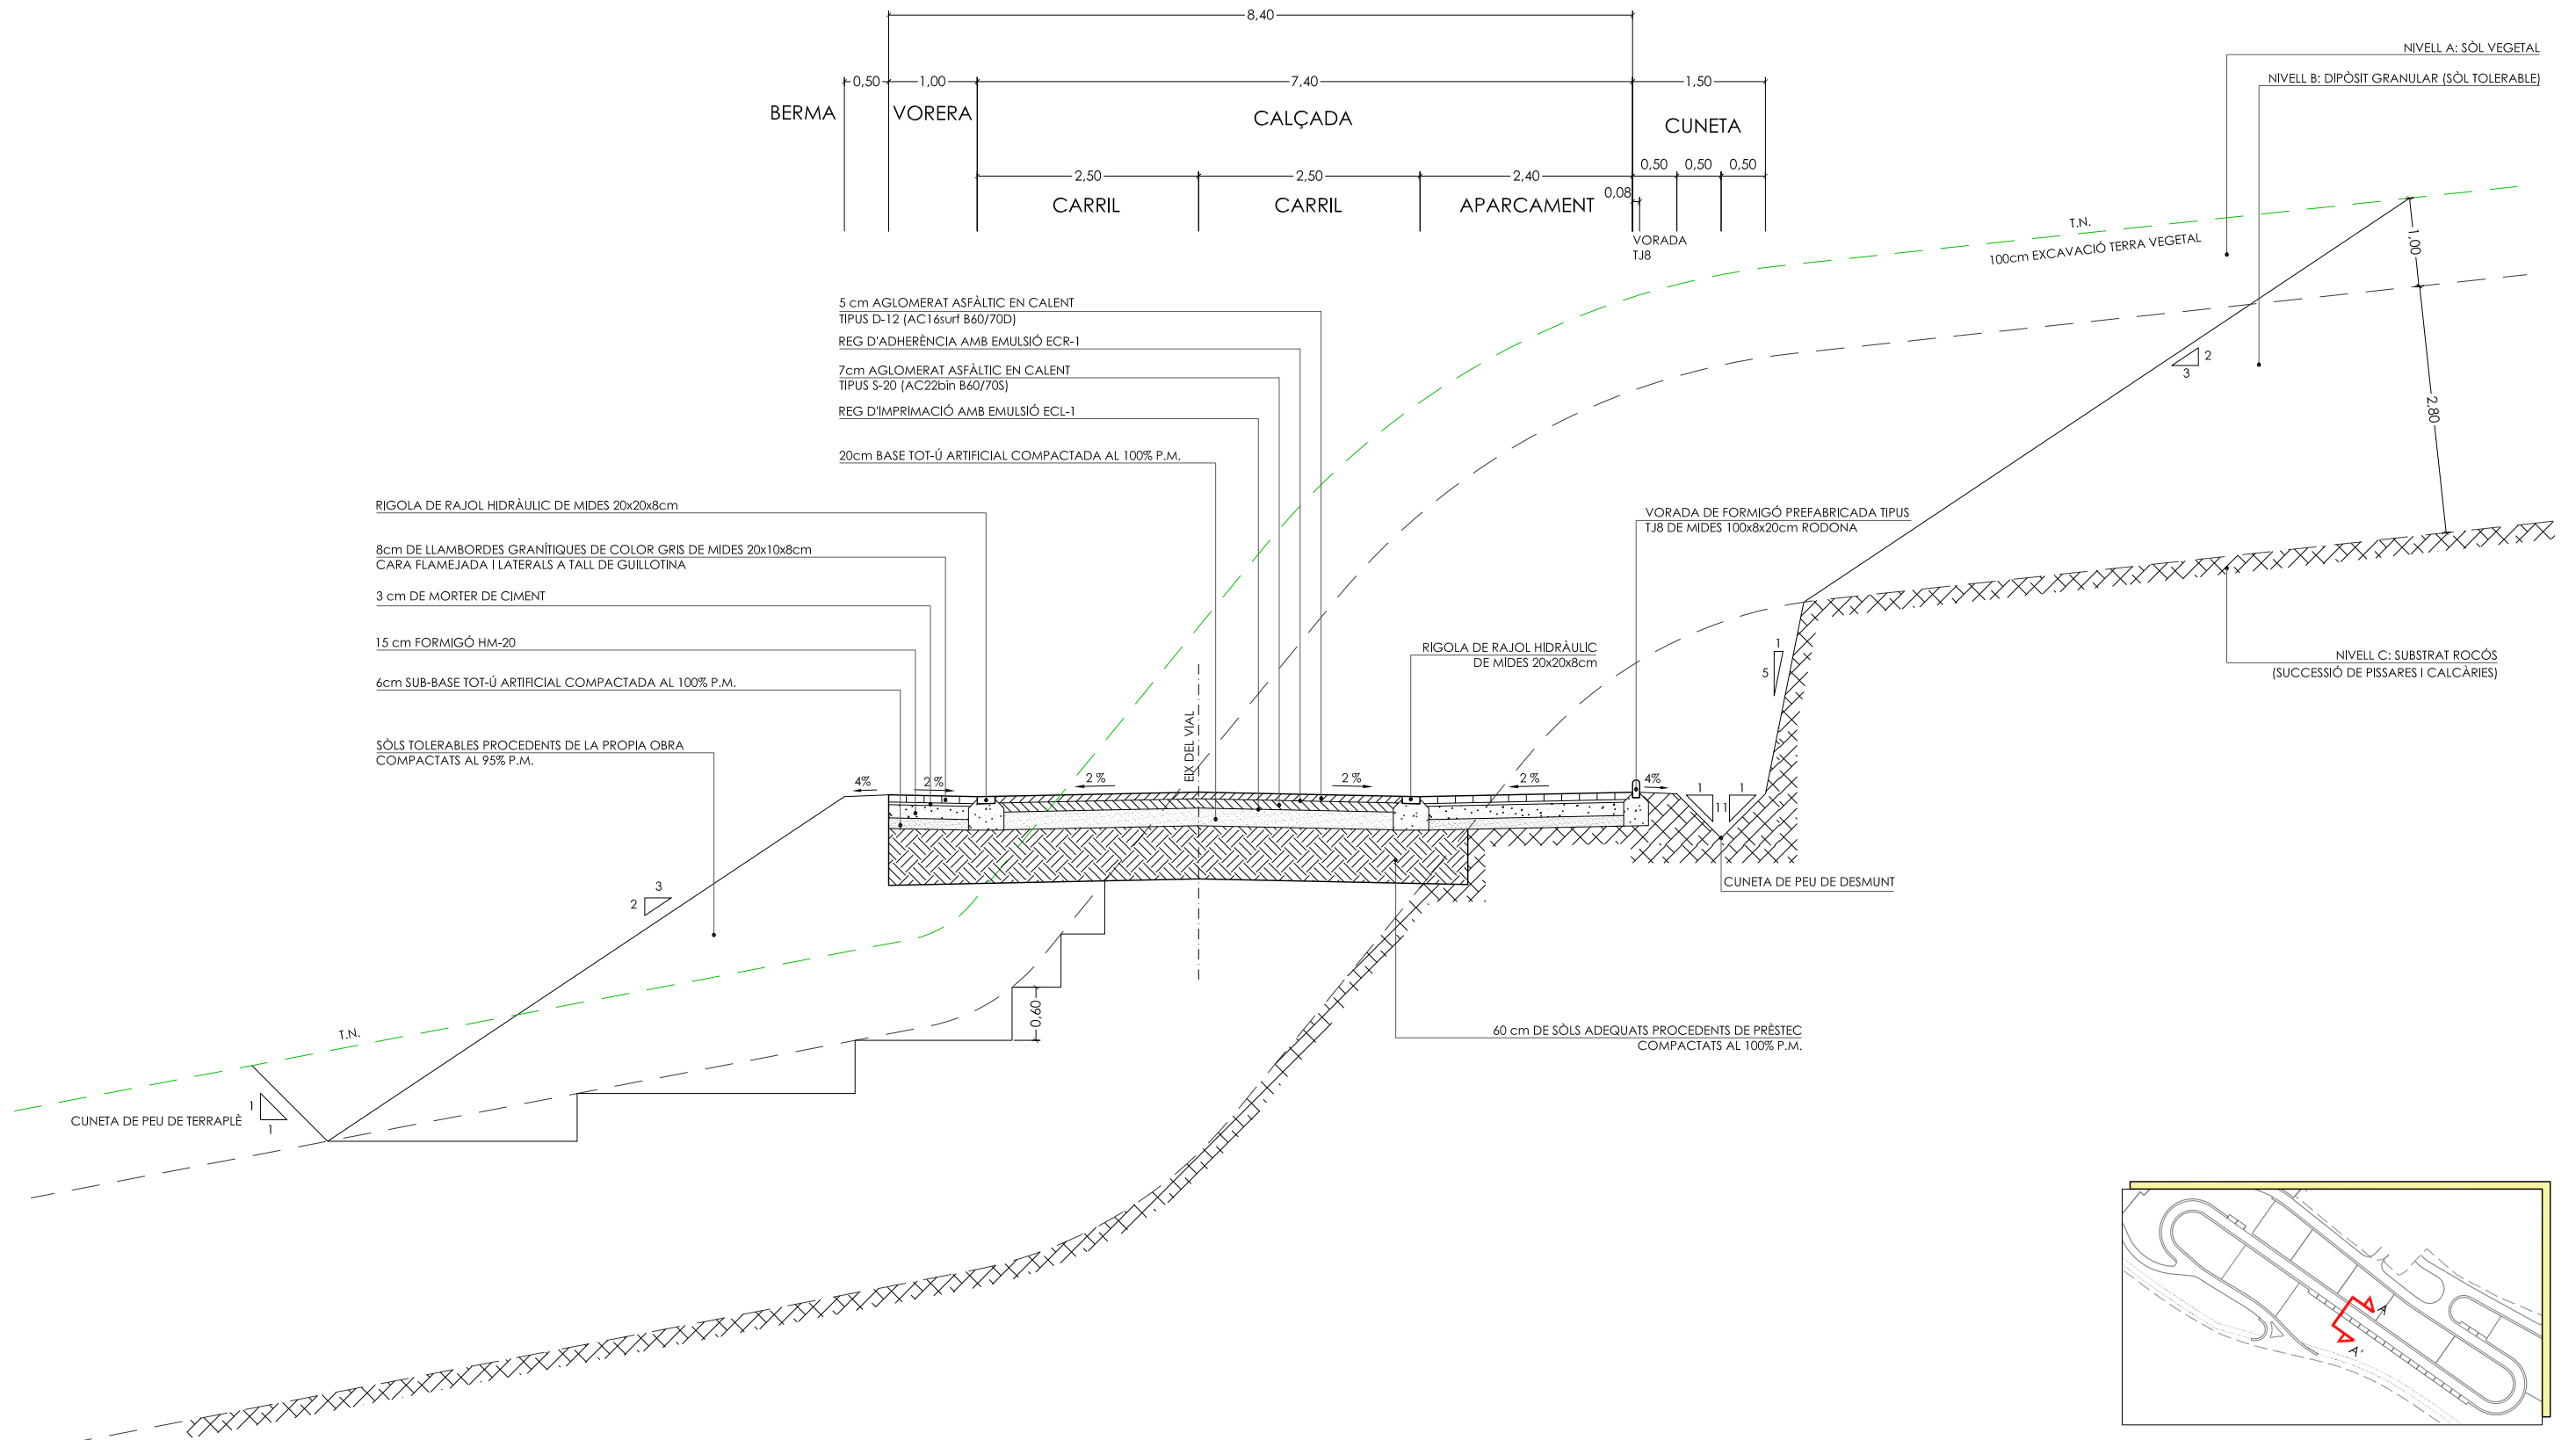 8,40
0,50
1,00
7,40
1,50
BERMA
VORERA
CALÇADA
CUNETA
0,50
0,50
0,50
2,50
2,50
2,40
0,08
CARRIL
CARRIL
APARCAMENT
VORADA
TJ8
NIVELL A: SÒL VEGETAL
NIVELL B: DIPÒSIT GRANULAR (SÒL TOLERABLE)
T.N.
100cm EXCAVACIÓ TERRA VEGETAL
1,00
2
3
2,80
5 cm AGLOMERAT ASFÀLTIC EN CALENT
TIPUS D-12 (AC16surf B60/70D)
REG D'ADHERÈNCIA AMB EMULSIÓ ECR-1
7cm AGLOMERAT ASFÀLTIC EN CALENT
TIPUS S-20 (AC22bin B60/70S)
REG D'IMPRIMACIÓ AMB EMULSIÓ ECL-1
20cm BASE TOT-Ú ARTIFICIAL COMPACTADA AL 100% P.M.
RIGOLA DE RAJOL HIDRÀULIC DE MIDES 20x20x8cm
8cm DE LLAMBORDES GRANÍTIQUES DE COLOR GRIS DE MIDES 20x10x8cm
CARA FLAMEJADA I LATERALS A TALL DE GUILLOTINA
3 cm DE MORTER DE CIMENT
15 cm FORMIGÓ HM-20
6cm SUB-BASE TOT-Ú ARTIFICIAL COMPACTADA AL 100% P.M.
SÒLS TOLERABLES PROCEDENTS DE LA PROPIA OBRA
COMPACTATS AL 95% P.M.
VORADA DE FORMIGÓ PREFABRICADA TIPUS
TJ8 DE MIDES 100x8x20cm RODONA
RIGOLA DE RAJOL HIDRÀULIC
DE MIDES 20x20x8cm
1
5
NIVELL C: SUBSTRAT ROCÓS
(SUCCESSIÓ DE PISSARES I CALCÀRIES)
EIX DEL VIAL
4%
2 %
2 %
2 %
2 %
4%
1
1
1
1
CUNETA DE PEU DE DESMUNT
3
2
0,60
60 cm DE SÒLS ADEQUATS PROCEDENTS DE PRÈSTEC
COMPACTATS AL 100% P.M.
T.N.
1
1
CUNETA DE PEU DE TERRAPLÈ
A
A'